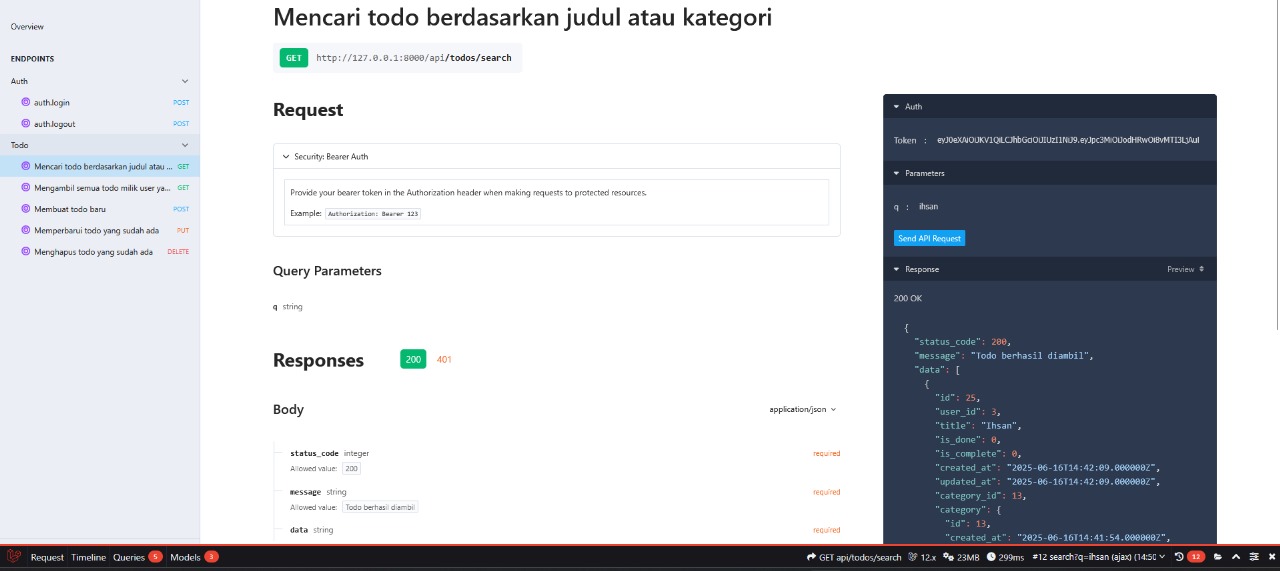 Overview
ENDPOINTS
Auth
auth.login POST
auth.logout POST
Todo
Mencari todo berdasarkan judul atau ... GET
Mengambil semua todo milik user ya... GET
Membuat todo baru POST
Memperbarui todo yang sudah ada PUT
Menghapus todo yang sudah ada DELETE
Mencari todo berdasarkan judul atau kategori
GET http://127.0.0.1:8000/api/todos/search
Request
Security: Bearer Auth
Provide your bearer token in the Authorization header when making requests to protected resources.
Example: Authorization: Bearer 123
Query Parameters
q string
Responses 200 401
Body application/json
status_code integer required
Allowed value: 200
message string required
Allowed value: Todo berhasil diambil
data string required
Auth
Token :
Parameters
q : ihsan
Send API Request
Response Preview
200 OK
{
"status_code": 200,
"message": "Todo berhasil diambil",
"data": [
{
"id": 25,
"user_id": 3,
"title": "Ihsan",
"is_done": 0,
"is_complete": 0,
"created_at": "2025-06-16T14:42:09.000000Z",
"updated_at": "2025-06-16T14:42:09.000000Z",
"category_id": 13,
"category": {
"id": 13,
"created_at": "2025-06-16T14:41:54.000000Z",
Request Timeline Queries 5 Models 3 GET api/todos/search 12.x 23MB 299ms #12 search?q=ihsan (ajax) (14:50 12